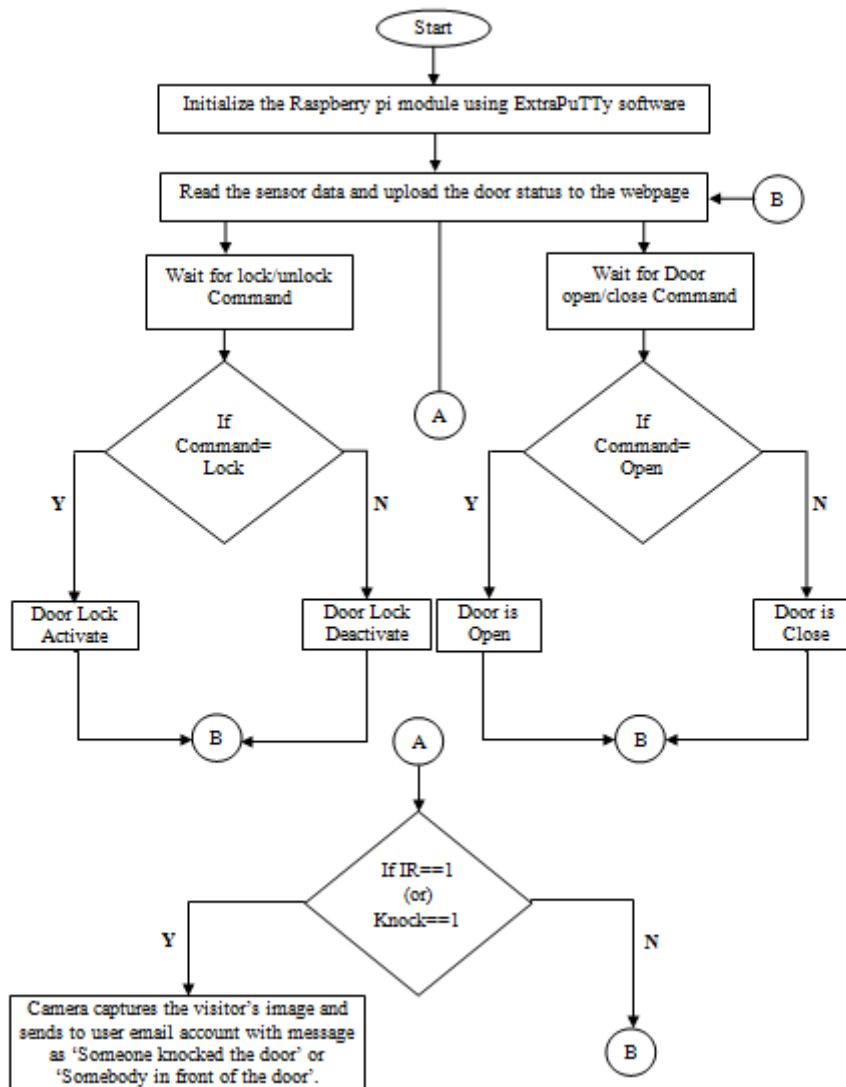 Start
Initialize the Raspberry pi module using ExtraPuTTy software
Read the sensor data and upload the door status to the webpage
B
Wait for lock/unlock
Command
Wait for Door
open/close Command
A
If
Command=
Lock
If
Command=
Open
Y
N
Y
N
Door Lock
Activate
Door Lock
Deactivate
Door is
Open
Door is
Close
B
A
B
If IR==1
(or)
Knock==1
Y
N
Camera captures the visitor's image and
sends to user email account with message
as ‘Someone knocked the door’ or
‘Somebody in front of the door’.
B